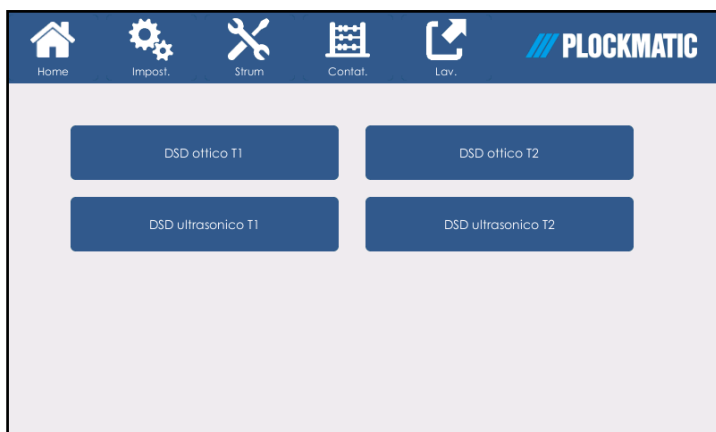 PLOCKMATIC
Home Impost. Strum Contat. Lav.
DSD ottico T1 DSD ottico T2
DSD ultrasonico T1 DSD ultrasonico T2